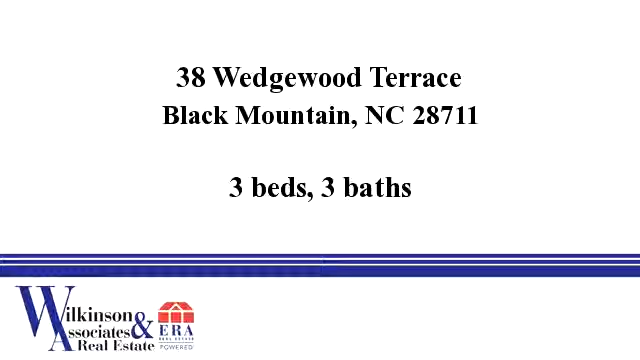 38 Wedgewood Terrace
Black Mountain, NC 28711
3 beds, 3 baths
Wilkinson
& Associates
Real Estate
ERA
REAL ESTATE
POWERED